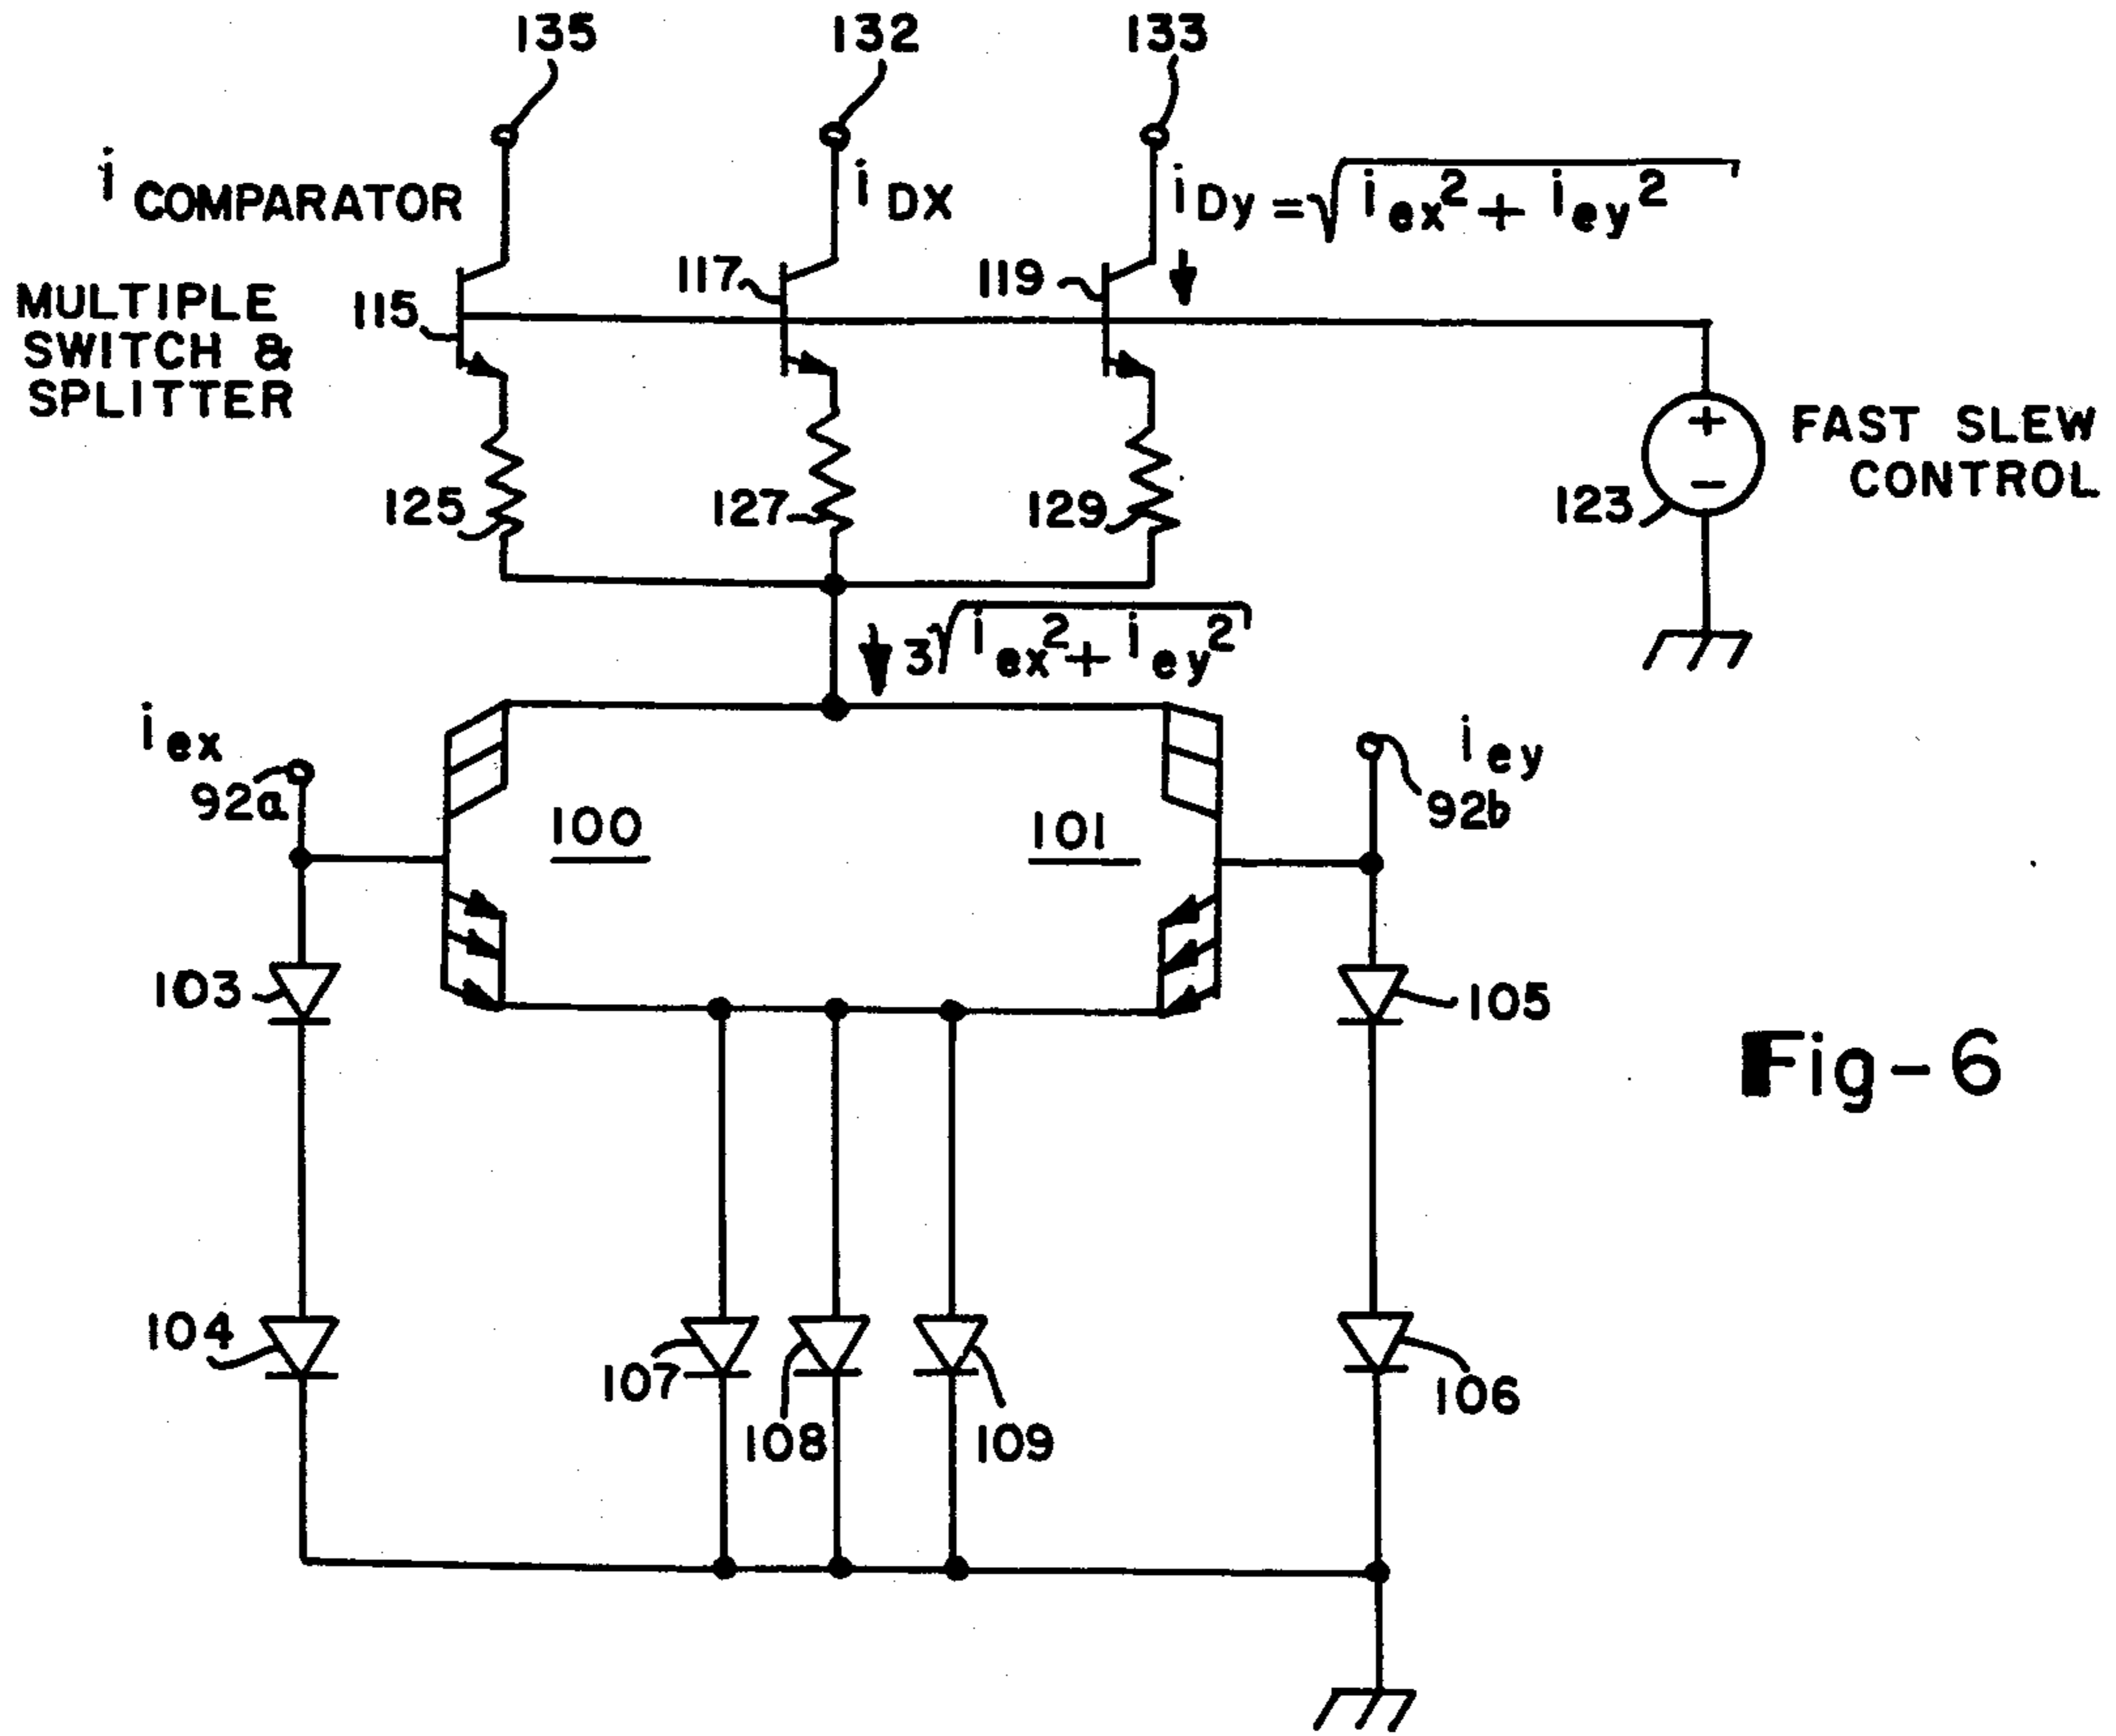 135
132
133
i COMPARATOR
i DX
i Dy = √ i ex² + i ey²
MULTIPLE
SWITCH &
SPLITTER
115
117
119
125
127
129
+
−
123
FAST SLEW
CONTROL
3√ i ex² + i ey²
i ex
92a
100
101
i ey
92b
103
105
Fig-6
104
107
108
109
106